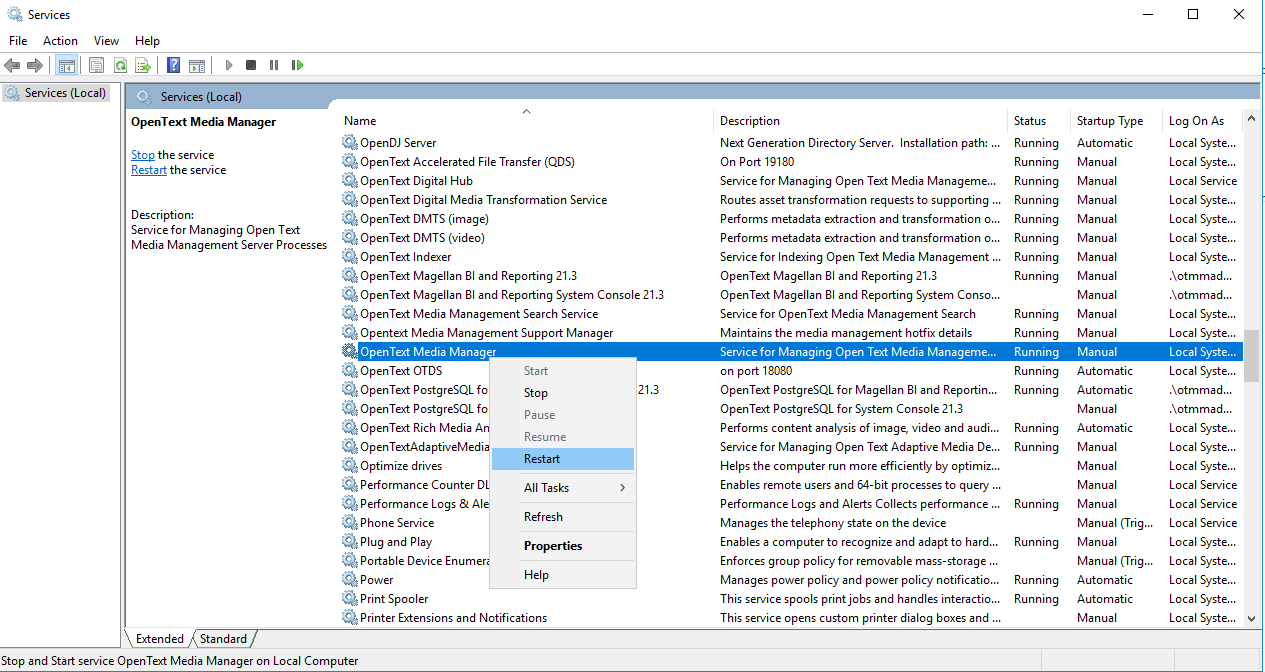 Services
File Action View Help
Services (Local)
Services (Local)
OpenText Media Manager
Stop the service
Restart the service
Description:
Service for Managing Open Text
Media Management Server Processes
Name Description Status Startup Type Log On As
OpenDJ Server Next Generation Directory Server. Installation path: ... Running Automatic Local Syste...
OpenText Accelerated File Transfer (QDS) On Port 19180 Running Manual Local Syste...
OpenText Digital Hub Service for Managing Open Text Media Manageme... Running Manual Local Service
OpenText Digital Media Transformation Service Routes asset transformation requests to supporting ... Running Manual Local Syste...
OpenText DMTS (image) Performs metadata extraction and transformation o... Running Manual Local Syste...
OpenText DMTS (video) Performs metadata extraction and transformation o... Running Manual Local Syste...
OpenText Indexer Service for Indexing Open Text Media Management ... Running Manual Local Syste...
OpenText Magellan BI and Reporting 21.3 OpenText Magellan BI and Reporting 21.3 Running Manual .\otmmad...
OpenText Magellan BI and Reporting System Console 21.3 OpenText Magellan BI and Reporting System Conso... Manual .\otmmad...
OpenText Media Management Search Service Service for OpenText Media Management Search Running Manual Local Syste...
Opentext Media Management Support Manager Maintains the media management hotfix details Running Manual Local Syste...
OpenText Media Manager Service for Managing Open Text Media Manageme... Running Manual Local Syste...
OpenText OTDS on port 18080 Running Automatic Local Syste...
OpenText PostgreSQL fo 21.3 OpenText PostgreSQL for Magellan BI and Reportin... Running Automatic .\otmmad...
OpenText PostgreSQL fo OpenText PostgreSQL for System Console 21.3 Manual .\otmmad...
OpenText Rich Media An Performs content analysis of image, video and audi... Running Automatic Local Syste...
OpenTextAdaptiveMedia Service for Managing Open Text Adaptive Media De... Running Manual Local Syste...
Optimize drives Helps the computer run more efficiently by optimiz... Manual Local Syste...
Performance Counter DL Enables remote users and 64-bit processes to query ... Manual Local Service
Performance Logs & Ale Performance Logs and Alerts Collects performance ... Running Manual Local Service
Phone Service Manages the telephony state on the device Manual (Trig... Local Service
Plug and Play Enables a computer to recognize and adapt to hard... Running Manual Local Syste...
Portable Device Enumera Enforces group policy for removable mass-storage ... Manual (Trig... Local Syste...
Power Manages power policy and power policy notificatio... Running Automatic Local Syste...
Print Spooler This service spools print jobs and handles interactio... Running Automatic Local Syste...
Printer Extensions and Notifications This service opens custom printer dialog boxes and ... Manual Local Syste...
Start
Stop
Pause
Resume
Restart
All Tasks
Refresh
Properties
Help
Extended Standard
Stop and Start service OpenText Media Manager on Local Computer